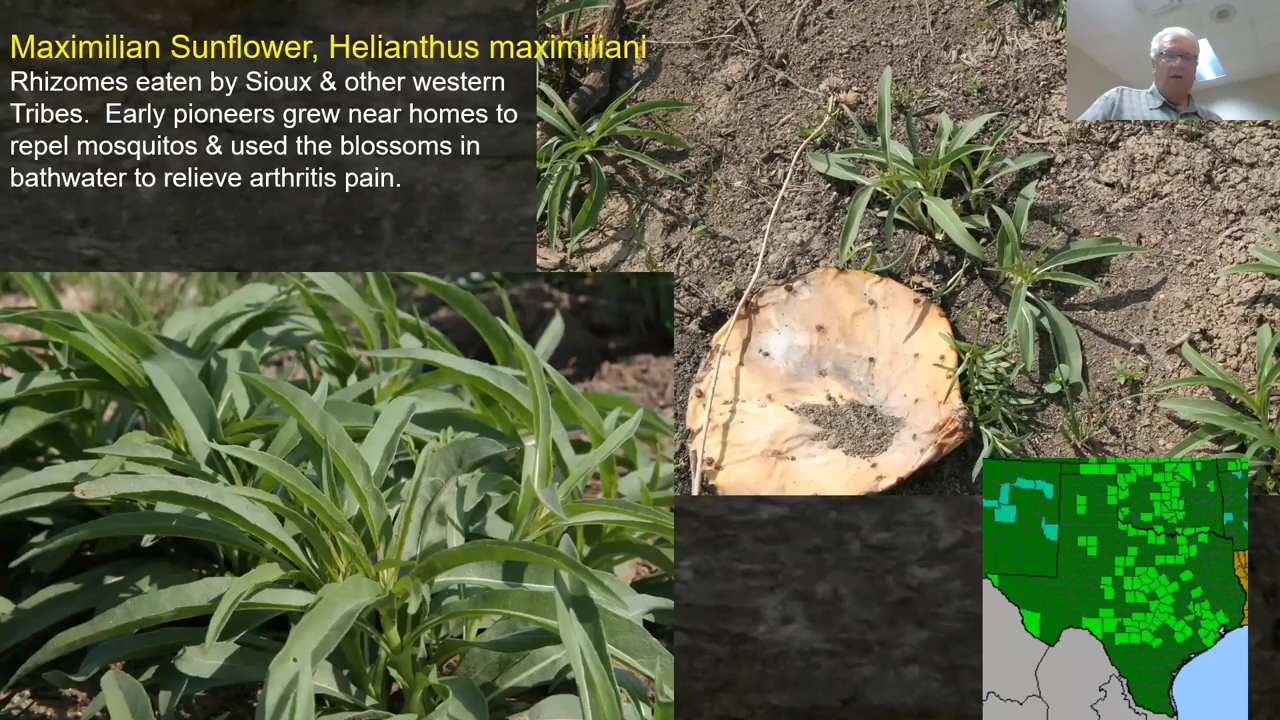 Maximilian Sunflower, Helianthus maximiliani
Rhizomes eaten by Sioux & other western
Tribes.  Early pioneers grew near homes to
repel mosquitos & used the blossoms in
bathwater to relieve arthritis pain.